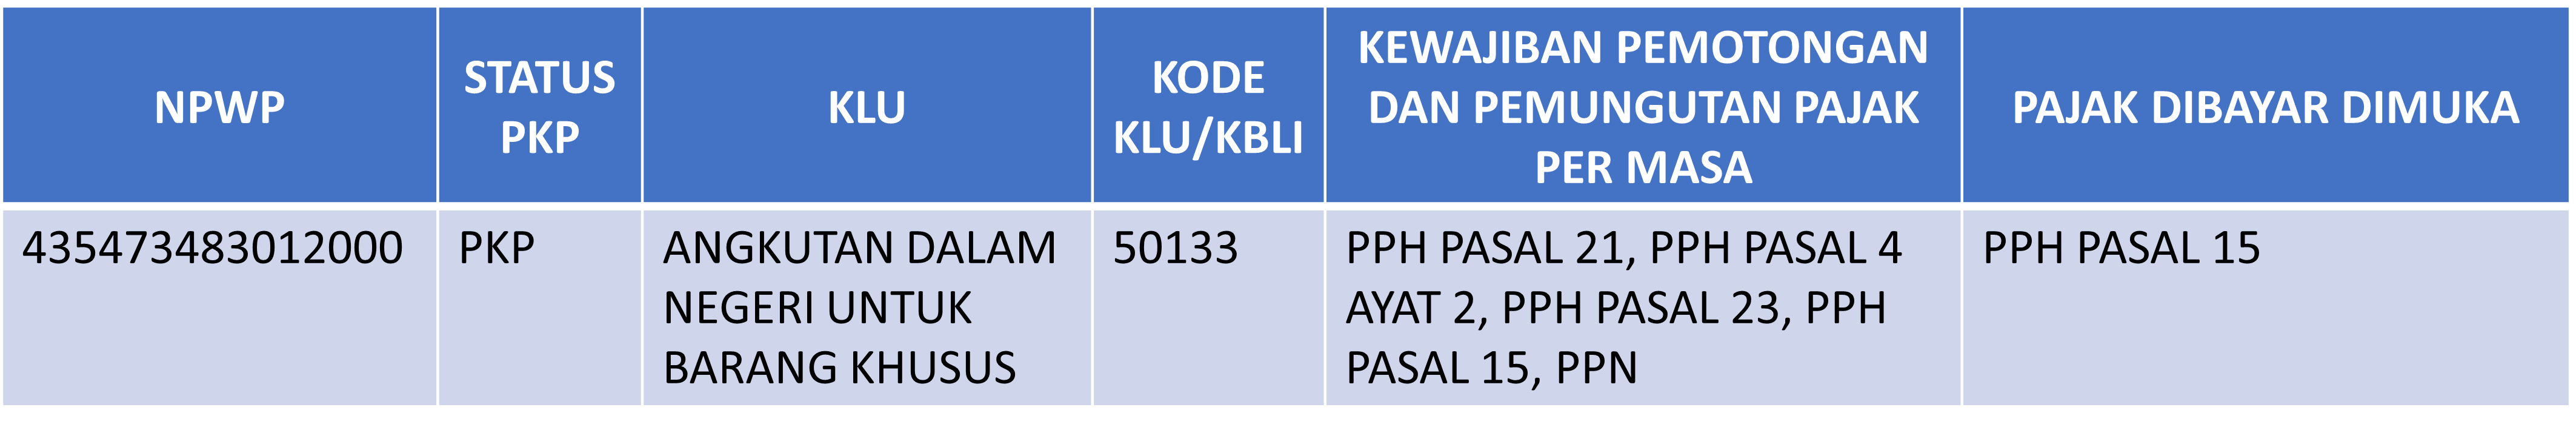 NPWP
STATUS
PKP
KLU
KODE
KLU/KBLI
KEWAJIBAN PEMOTONGAN
DAN PEMUNGUTAN PAJAK
PER MASA
PAJAK DIBAYAR DIMUKA
435473483012000
PKP
ANGKUTAN DALAM
NEGERI UNTUK
BARANG KHUSUS
50133
PPH PASAL 21, PPH PASAL 4
AYAT 2, PPH PASAL 23, PPH
PASAL 15, PPN
PPH PASAL 15